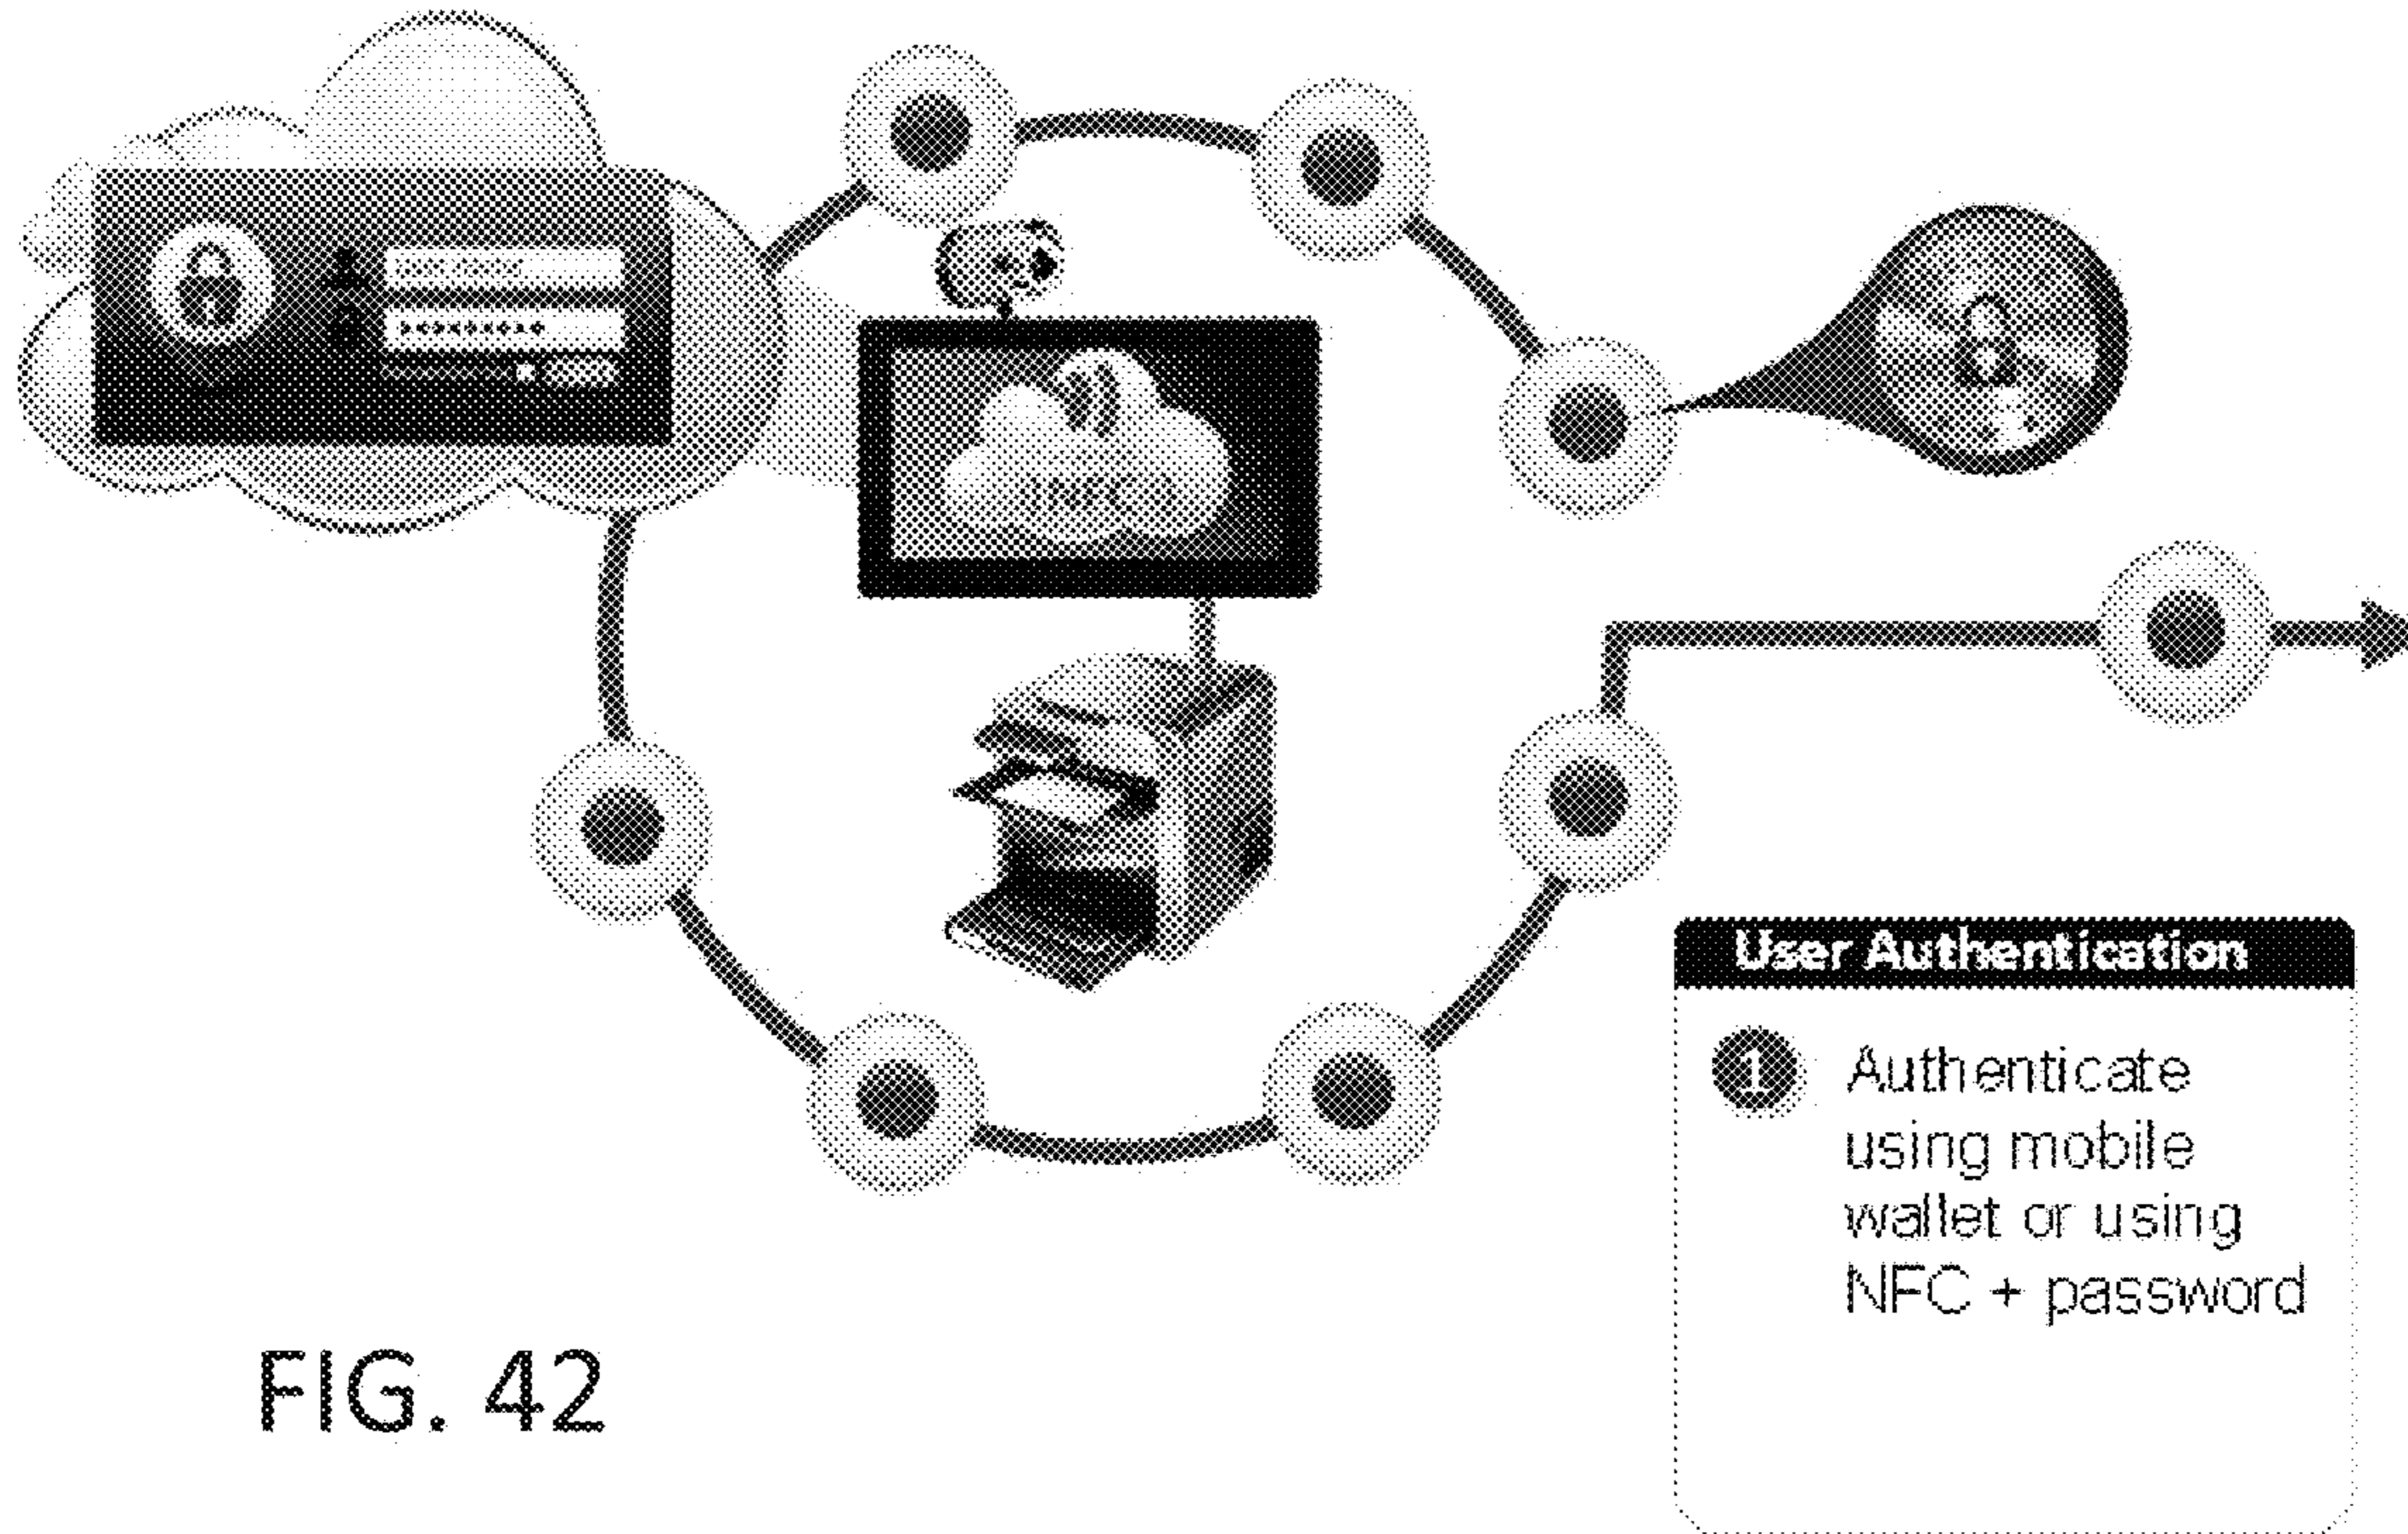 User Authentication
1 Authenticate
using mobile
wallet or using
NFC + password
FIG. 42